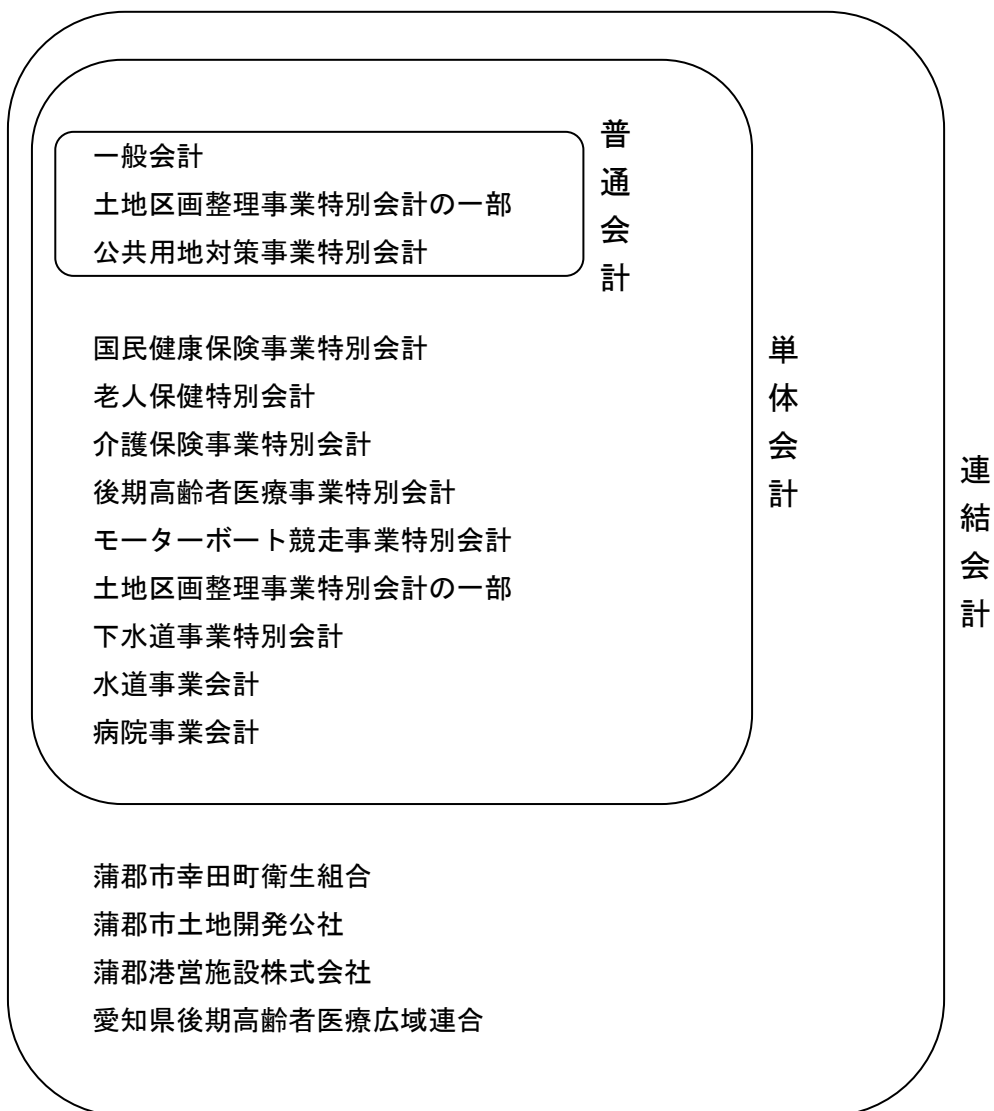 一般会計
土地区画整理事業特別会計の一部
公共用地対策事業特別会計
普通会計
国民健康保険事業特別会計
老人保健特別会計
介護保険事業特別会計
後期高齢者医療事業特別会計
モーターボート競走事業特別会計
土地区画整理事業特別会計の一部
下水道事業特別会計
水道事業会計
病院事業会計
単体会計
蒲郡市幸田町衛生組合
蒲郡市土地開発公社
蒲郡港営施設株式会社
愛知県後期高齢者医療広域連合
連結会計